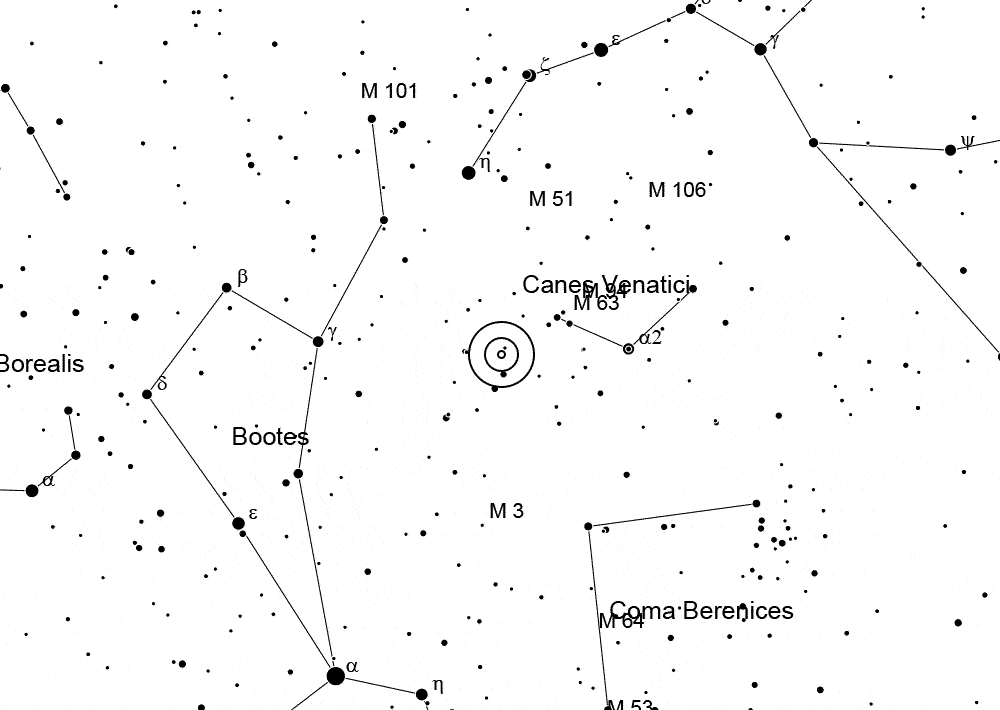 ε
γ
ζ
M 101
ψ
η
M 51
M 106
β
Canes Venatici
M 94
M 63
γ
α2
Borealis
δ
Bootes
α
ε
M 3
Coma Berenices
M 64
α
η
M 53